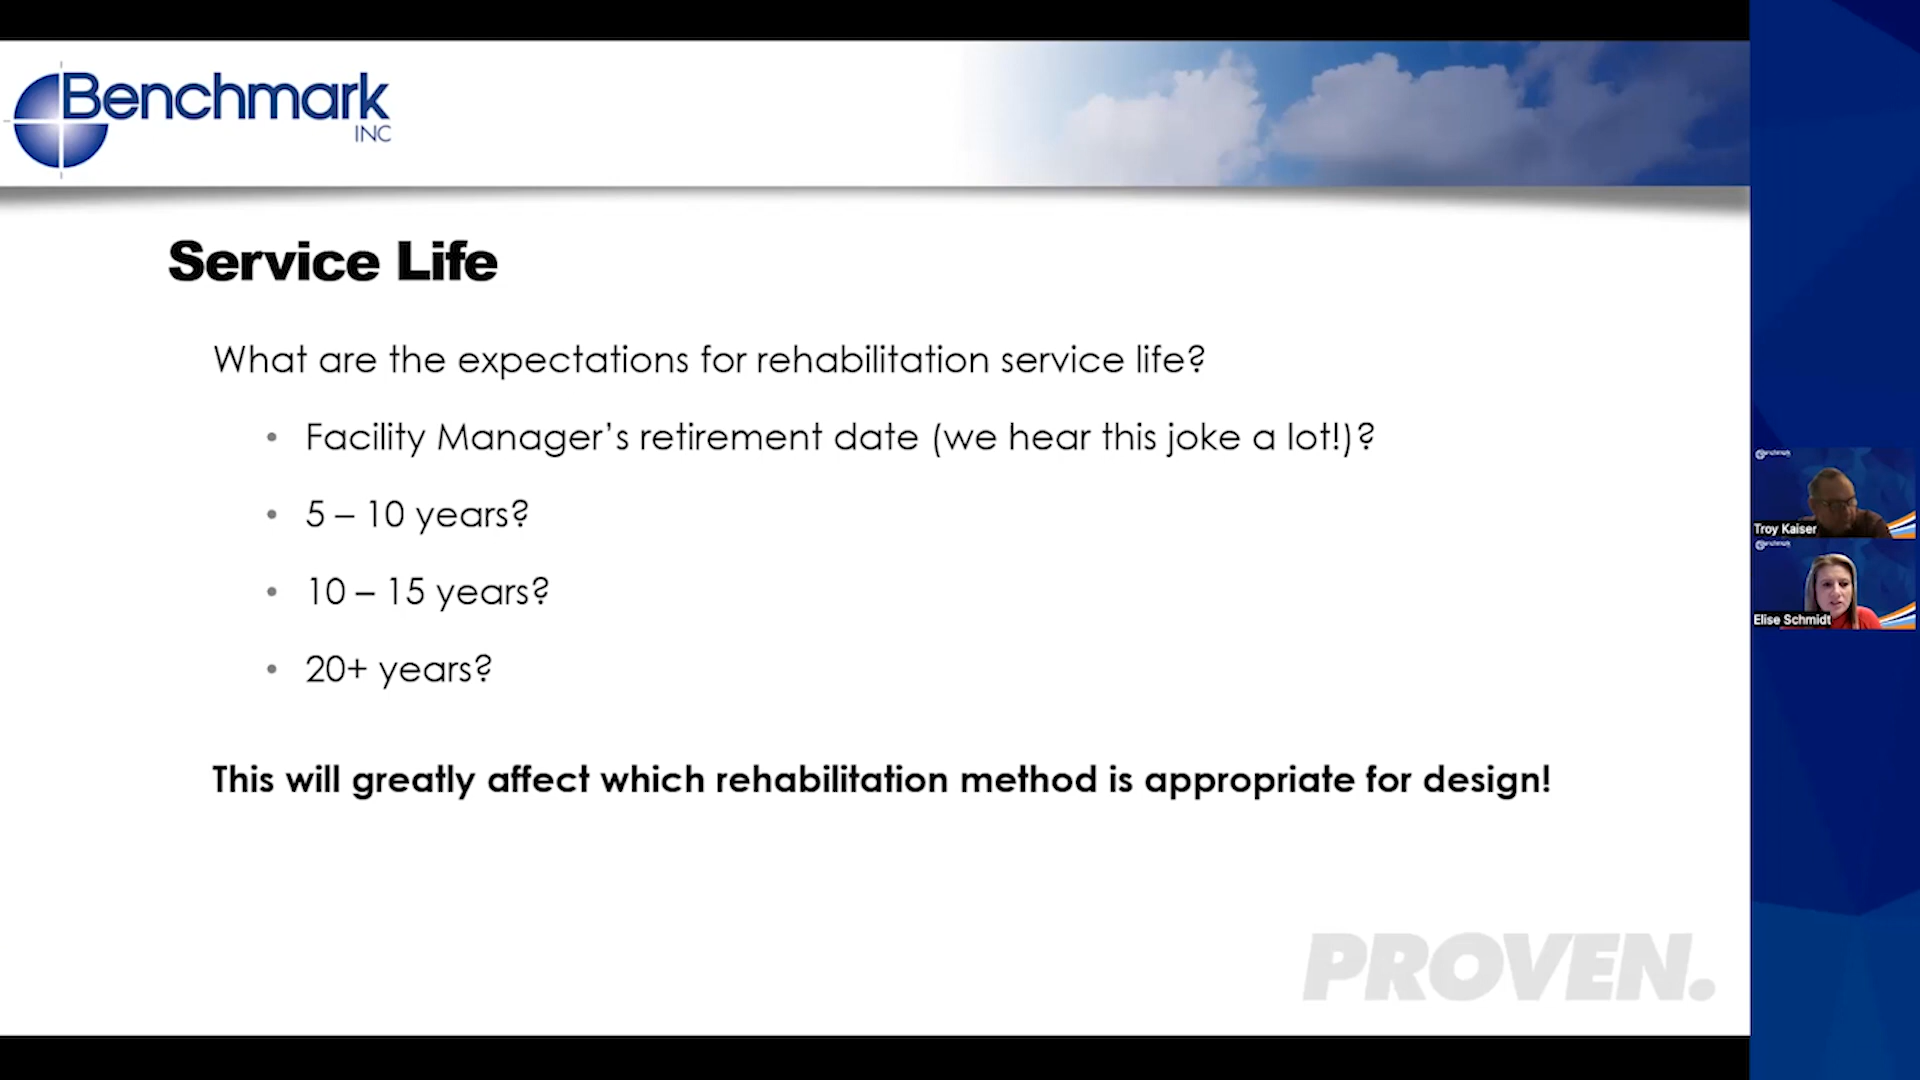 Benchmark
INC
Service Life
What are the expectations for rehabilitation service life?
• Facility Manager's retirement date (we hear this joke a lot!)?
• 5 – 10 years?
• 10 – 15 years?
• 20+ years?
This will greatly affect which rehabilitation method is appropriate for design!
PROVEN.
Benchmark
Troy Kaiser
Benchmark
Elise Schmidt